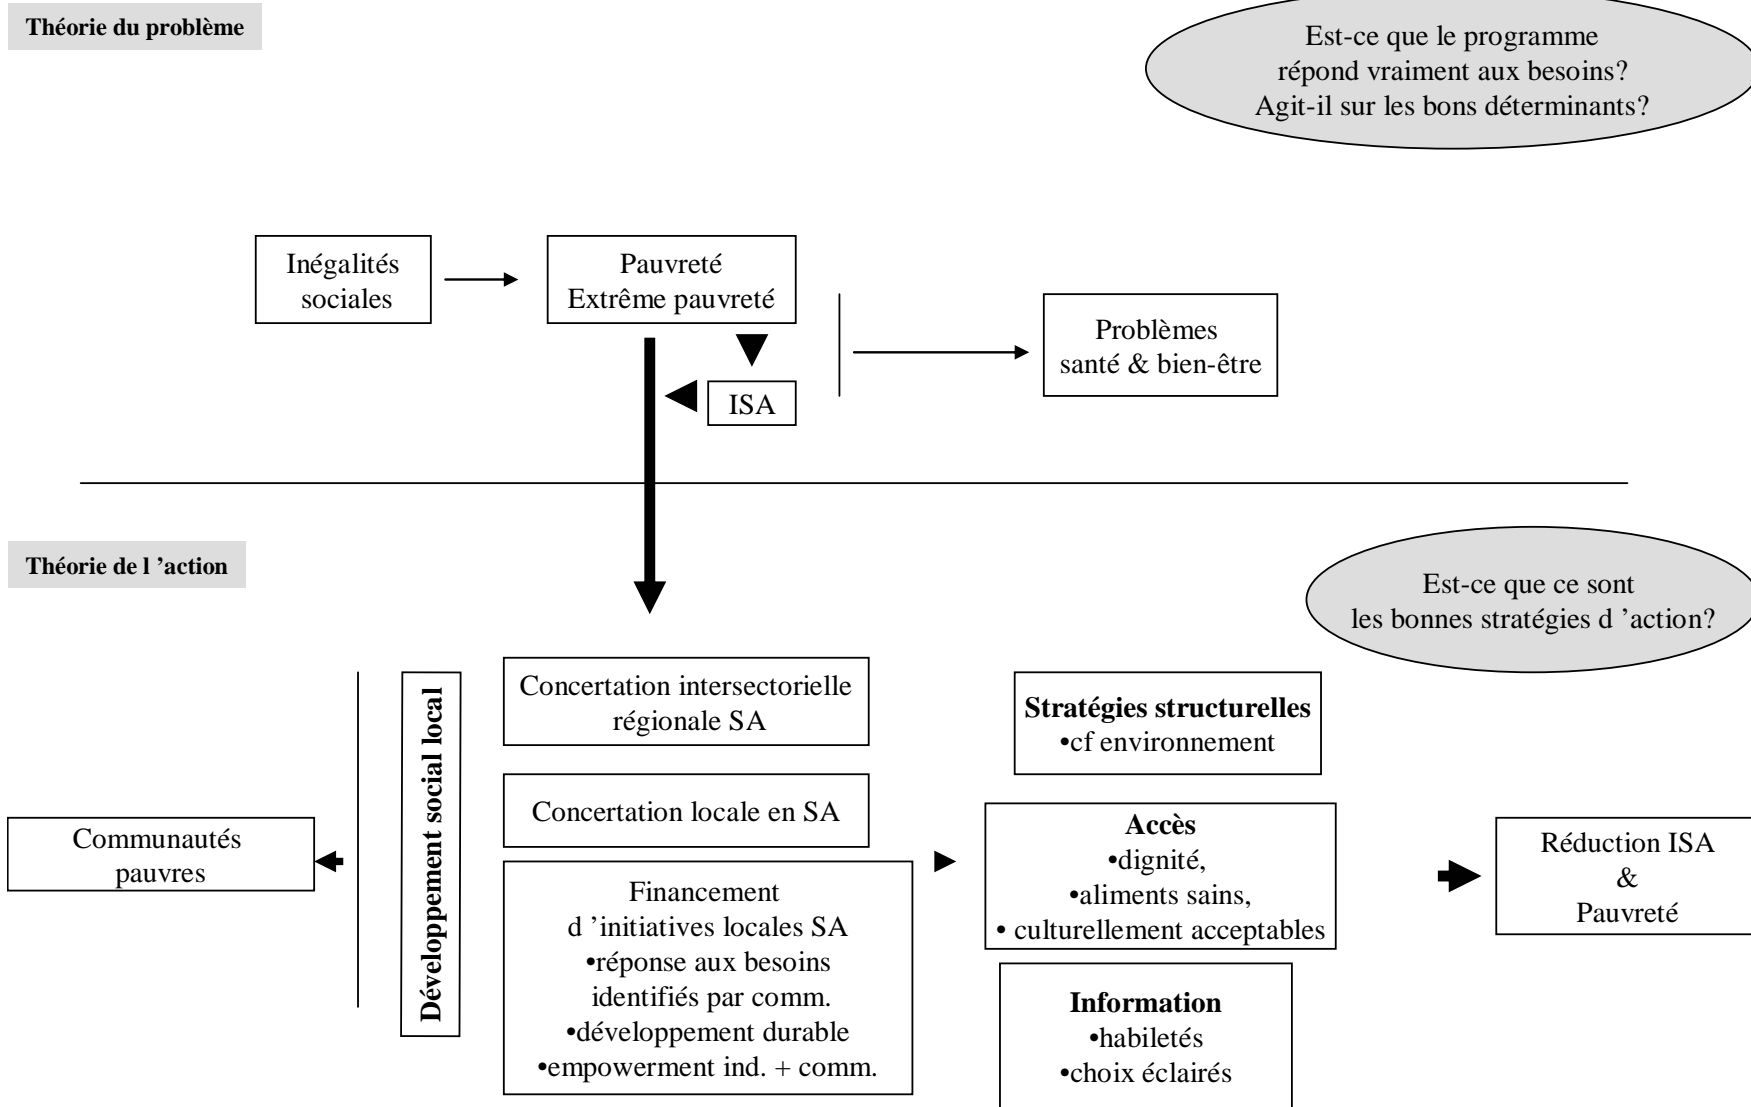 Théorie du problème
Est-ce que le programme
répond vraiment aux besoins?
Agit-il sur les bons déterminants?
Inégalités
sociales
Pauvreté
Extrême pauvreté
ISA
Problèmes
santé & bien-être
Théorie de l ’action
Est-ce que ce sont
les bonnes stratégies d ’action?
Communautés
pauvres
Développement social local
Concertation intersectorielle
régionale SA
Concertation locale en SA
Financement
d ’initiatives locales SA
•réponse aux besoins
identifiés par comm.
•développement durable
•empowerment ind. + comm.
Stratégies structurelles
•cf environnement
Accès
•dignité,
•aliments sains,
• culturellement acceptables
Information
•habiletés
•choix éclairés
Réduction ISA
&
Pauvreté